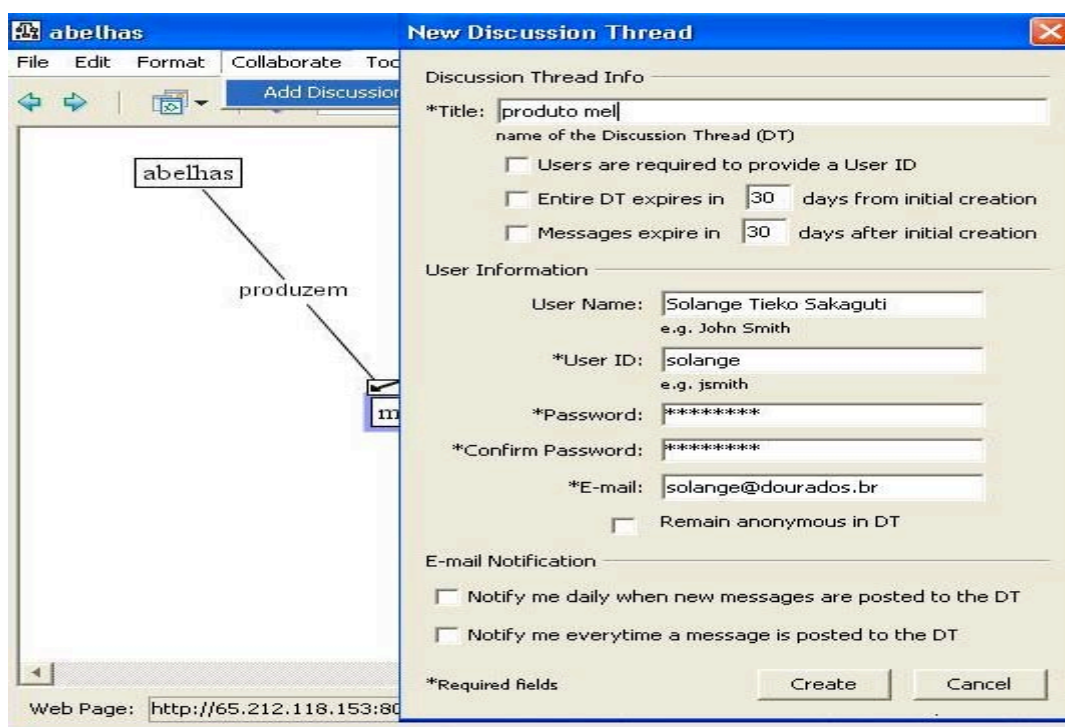 abelhas
File Edit Format Collaborate
Add Discussion
abelhas
produzem
Web Page: http://65.212.118.153:80
New Discussion Thread
Discussion Thread Info
*Title: produto mel
name of the Discussion Thread (DT)
Users are required to provide a User ID
Entire DT expires in 30 days from initial creation
Messages expire in 30 days after initial creation
User Information
User Name: Solange Tieko Sakaguti
e.g. John Smith
*User ID: solange
e.g. jsmith
*Password: ********
*Confirm Password: ********
*E-mail: solange@dourados.br
Remain anonymous in DT
E-mail Notification
Notify me daily when new messages are posted to the DT
Notify me everytime a message is posted to the DT
*Required fields Create Cancel